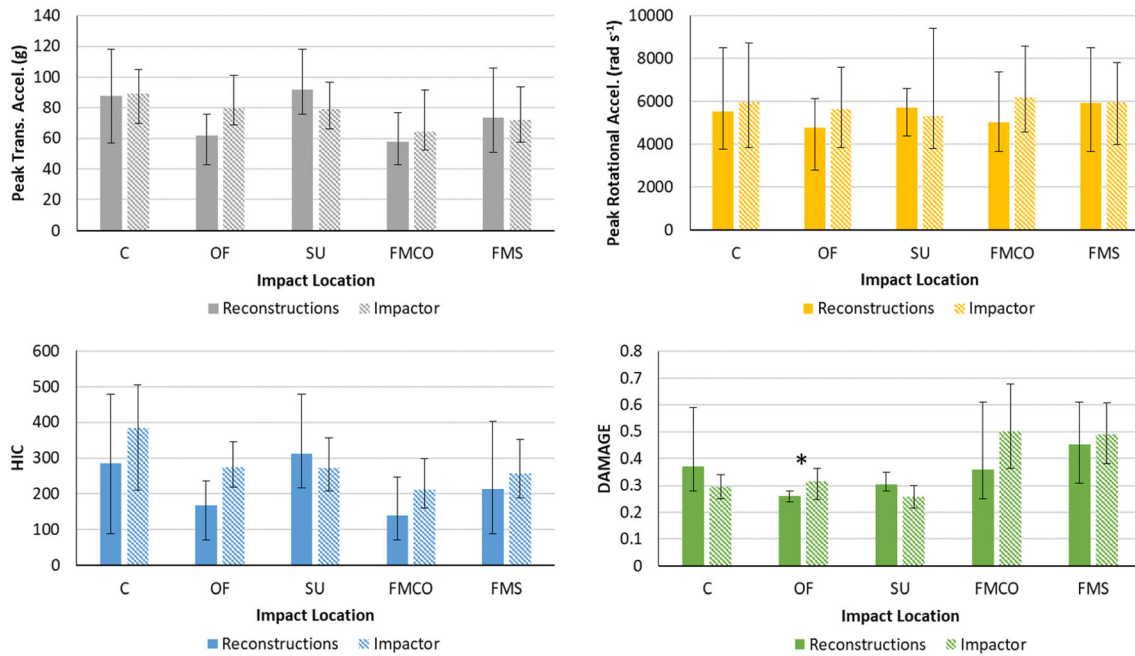 140
120
100
80
60
40
20
0
Peak Trans. Accel. (g)
C OF SU FMCO FMS
Impact Location
Reconstructions Impactor
10000
8000
6000
4000
2000
0
Peak Rotational Accel. (rad s⁻¹)
C OF SU FMCO FMS
Impact Location
Reconstructions Impactor
600
500
400
300
200
100
0
HIC
C OF SU FMCO FMS
Impact Location
Reconstructions Impactor
0.8
0.7
0.6
0.5
0.4
0.3
0.2
0.1
0
DAMAGE
*
C OF SU FMCO FMS
Impact Location
Reconstructions Impactor